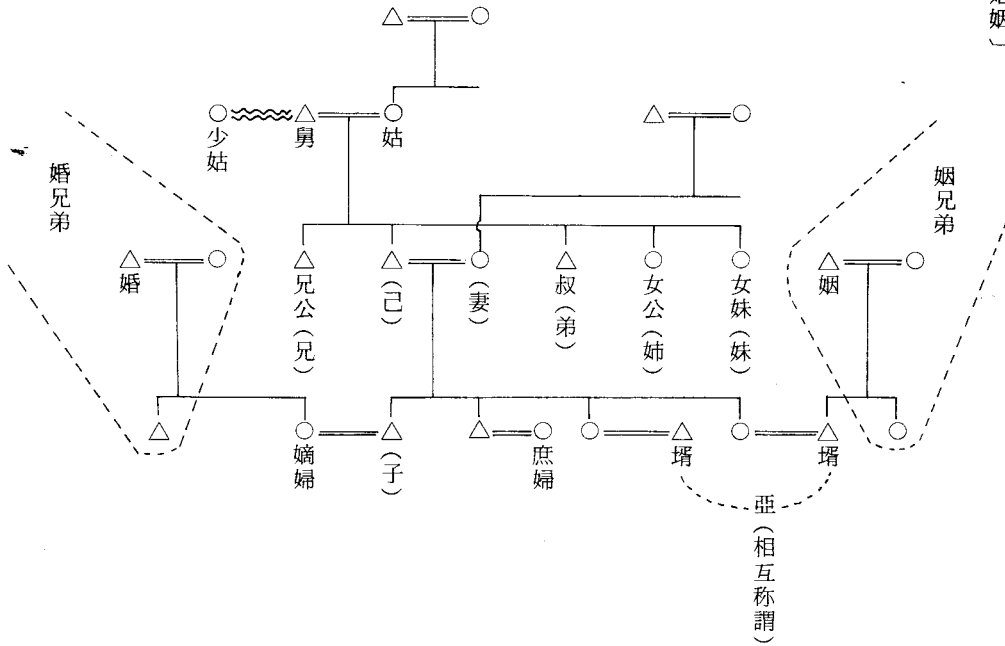 姻〕
少姑
舅
姑
婚兄弟
姻兄弟
婚
兄公（兄）
（己）
（妻）
叔（弟）
女公（姉）
女妹（妹）
姻
嫡婦
（子）
庶婦
壻
壻
亞（相互称謂）